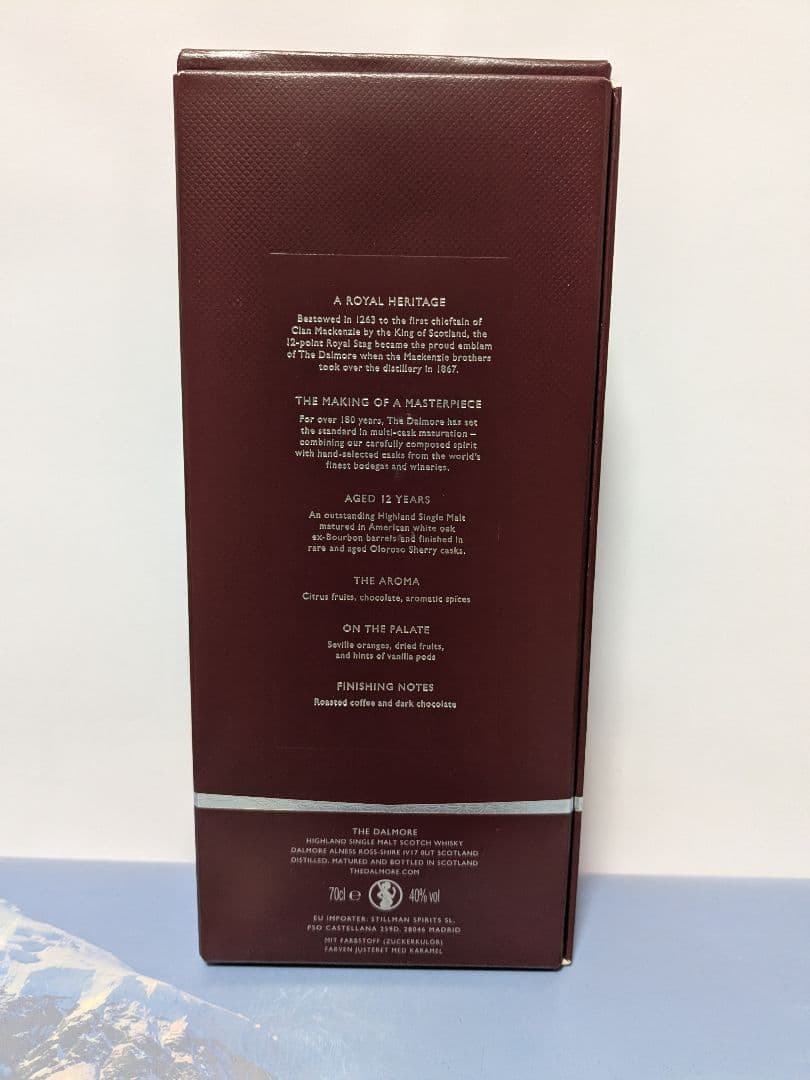 A ROYAL HERITAGE
Bestowed in 1263 to the first chieftain of
Clan Mackenzie by the King of Scotland, the
12-point Royal Stag became the proud emblem
of The Dalmore when the Mackenzie brothers
took over the distillery in 1867.
THE MAKING OF A MASTERPIECE
For over 180 years, The Dalmore has set
the standard in multi-cask maturation –
combining our carefully composed spirit
with hand-selected casks from the world's
finest bodegas and wineries.
AGED 12 YEARS
An outstanding Highland Single Malt
matured in American white oak
ex-Bourbon barrels and finished in
rare and aged Oloroso Sherry casks.
THE AROMA
Citrus fruits, chocolate, aromatic spices
ON THE PALATE
Seville oranges, dried fruits,
and hints of vanilla pods
FINISHING NOTES
Roasted coffee and dark chocolate
THE DALMORE
HIGHLAND SINGLE MALT SCOTCH WHISKY
DALMORE ALNESS ROSS-SHIRE IV17 0UT SCOTLAND
DISTILLED, MATURED AND BOTTLED IN SCOTLAND
THEDALMORE.COM
70cl e 40% vol
EU IMPORTER: STILLMAN SPIRITS SL.
PSO CASTELLANA 259D, 28046 MADRID
MIT FARBSTOFF (ZUCKERKULÖR)
FARVEN JUSTERET MED KARAMEL